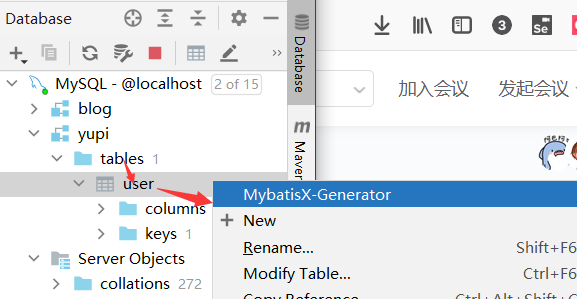 Database
MySQL - @localhost 2 of 15
blog
yupi
tables 1
user
columns
keys 1
Server Objects
collations 272
Database
m
Maven
3
Se
加入会议
发起会议
MybatisX-Generator
New
Rename... Shift+F6
Modify Table... Ctrl+F6